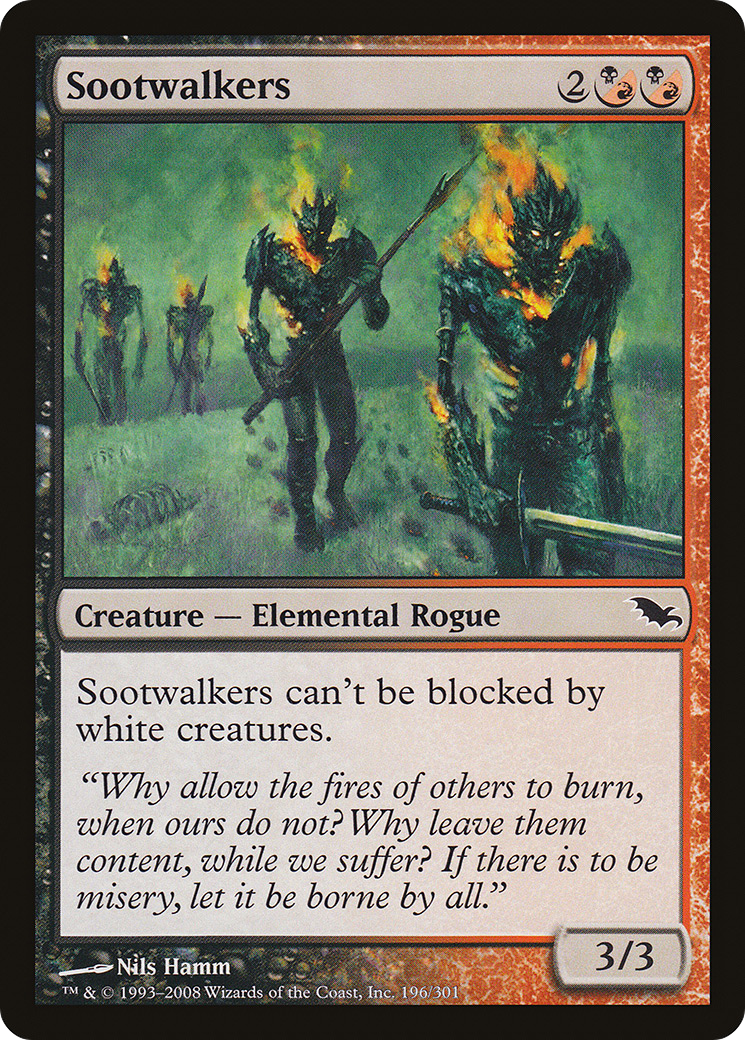 Sootwalkers
2
Creature — Elemental Rogue
Sootwalkers can't be blocked by
white creatures.
“Why allow the fires of others to burn,
when ours do not? Why leave them
content, while we suffer? If there is to be
misery, let it be borne by all.”
3/3
Nils Hamm
™ & © 1993–2008 Wizards of the Coast, Inc. 196/301